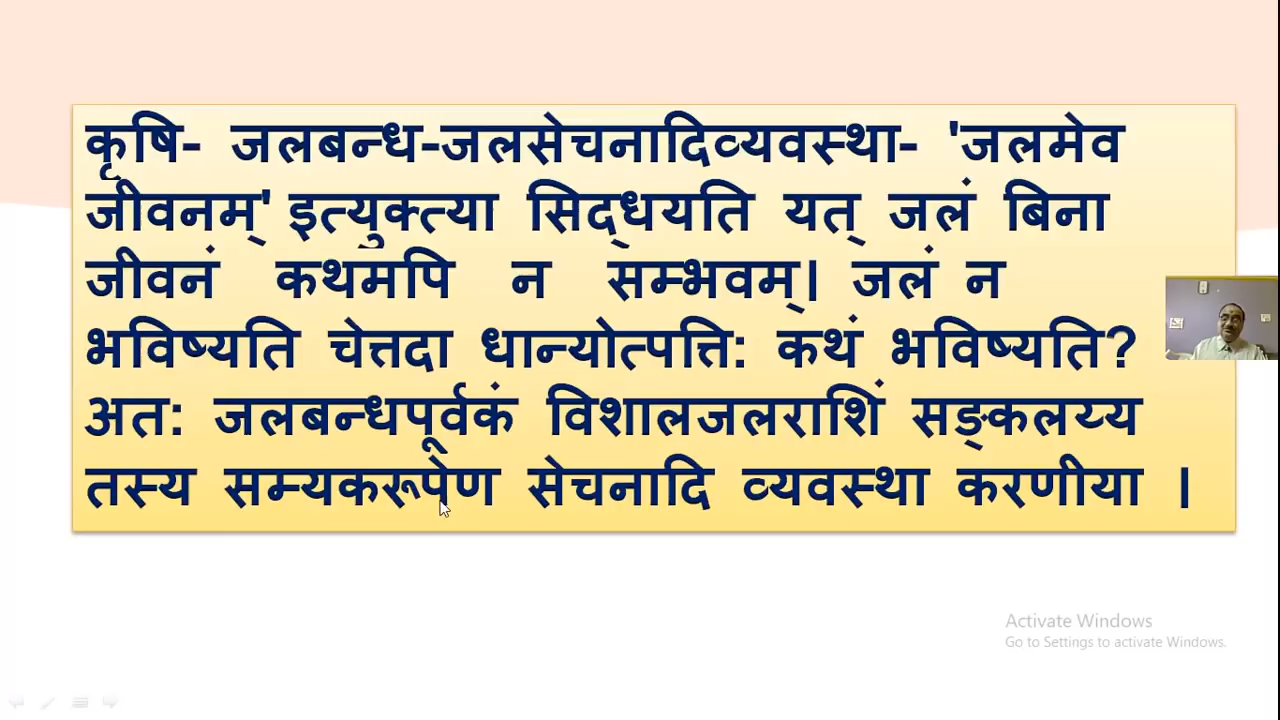 कृषि- जलबन्ध-जलसेचनादिव्यवस्था- 'जलमेव
जीवनम्' इत्युक्त्या सिद्धयति यत् जलं बिना
जीवनं कथमपि न सम्भवम्। जलं न
भविष्यति चेत्तदा धान्योत्पत्ति: कथं भविष्यति?
अत: जलबन्धपूर्वकं विशालजलराशिं सङ्कलय्य
तस्य सम्यकरूपेण सेचनादि व्यवस्था करणीया ।
Activate Windows
Go to Settings to activate Windows.